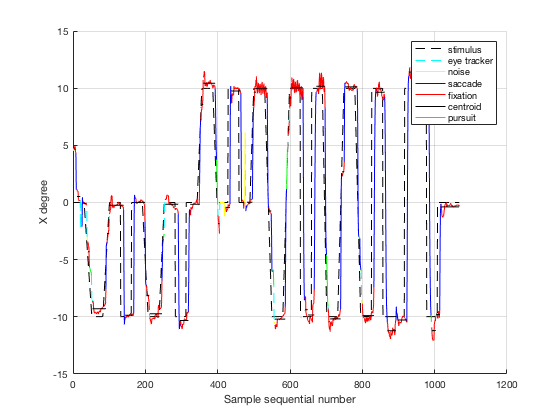 15
10
5
0
-5
-10
-15
X degree
0
200
400
600
800
1000
1200
Sample sequential number
stimulus
eye tracker
noise
saccade
fixation
centroid
pursuit